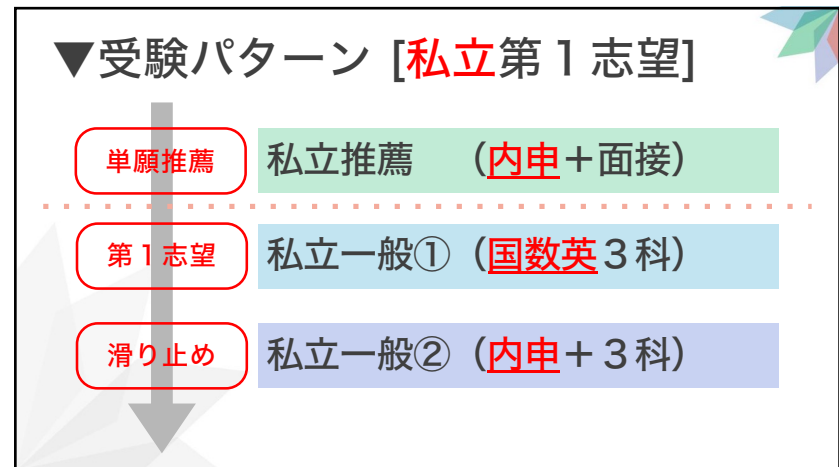 ▼受験パターン [私立第１志望]
単願推薦 私立推薦　（内申＋面接）
第１志望 私立一般①（国数英３科）
滑り止め 私立一般②（内申＋３科）